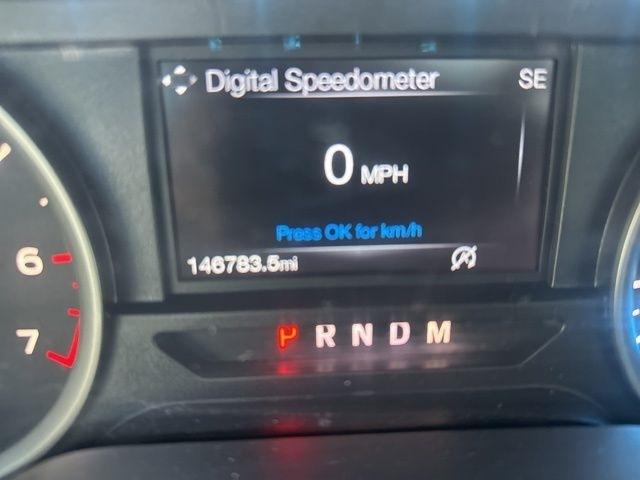 Digital Speedometer SE
0 MPH
Press OK for km/h
146783.5mi
6
7
P R N D M